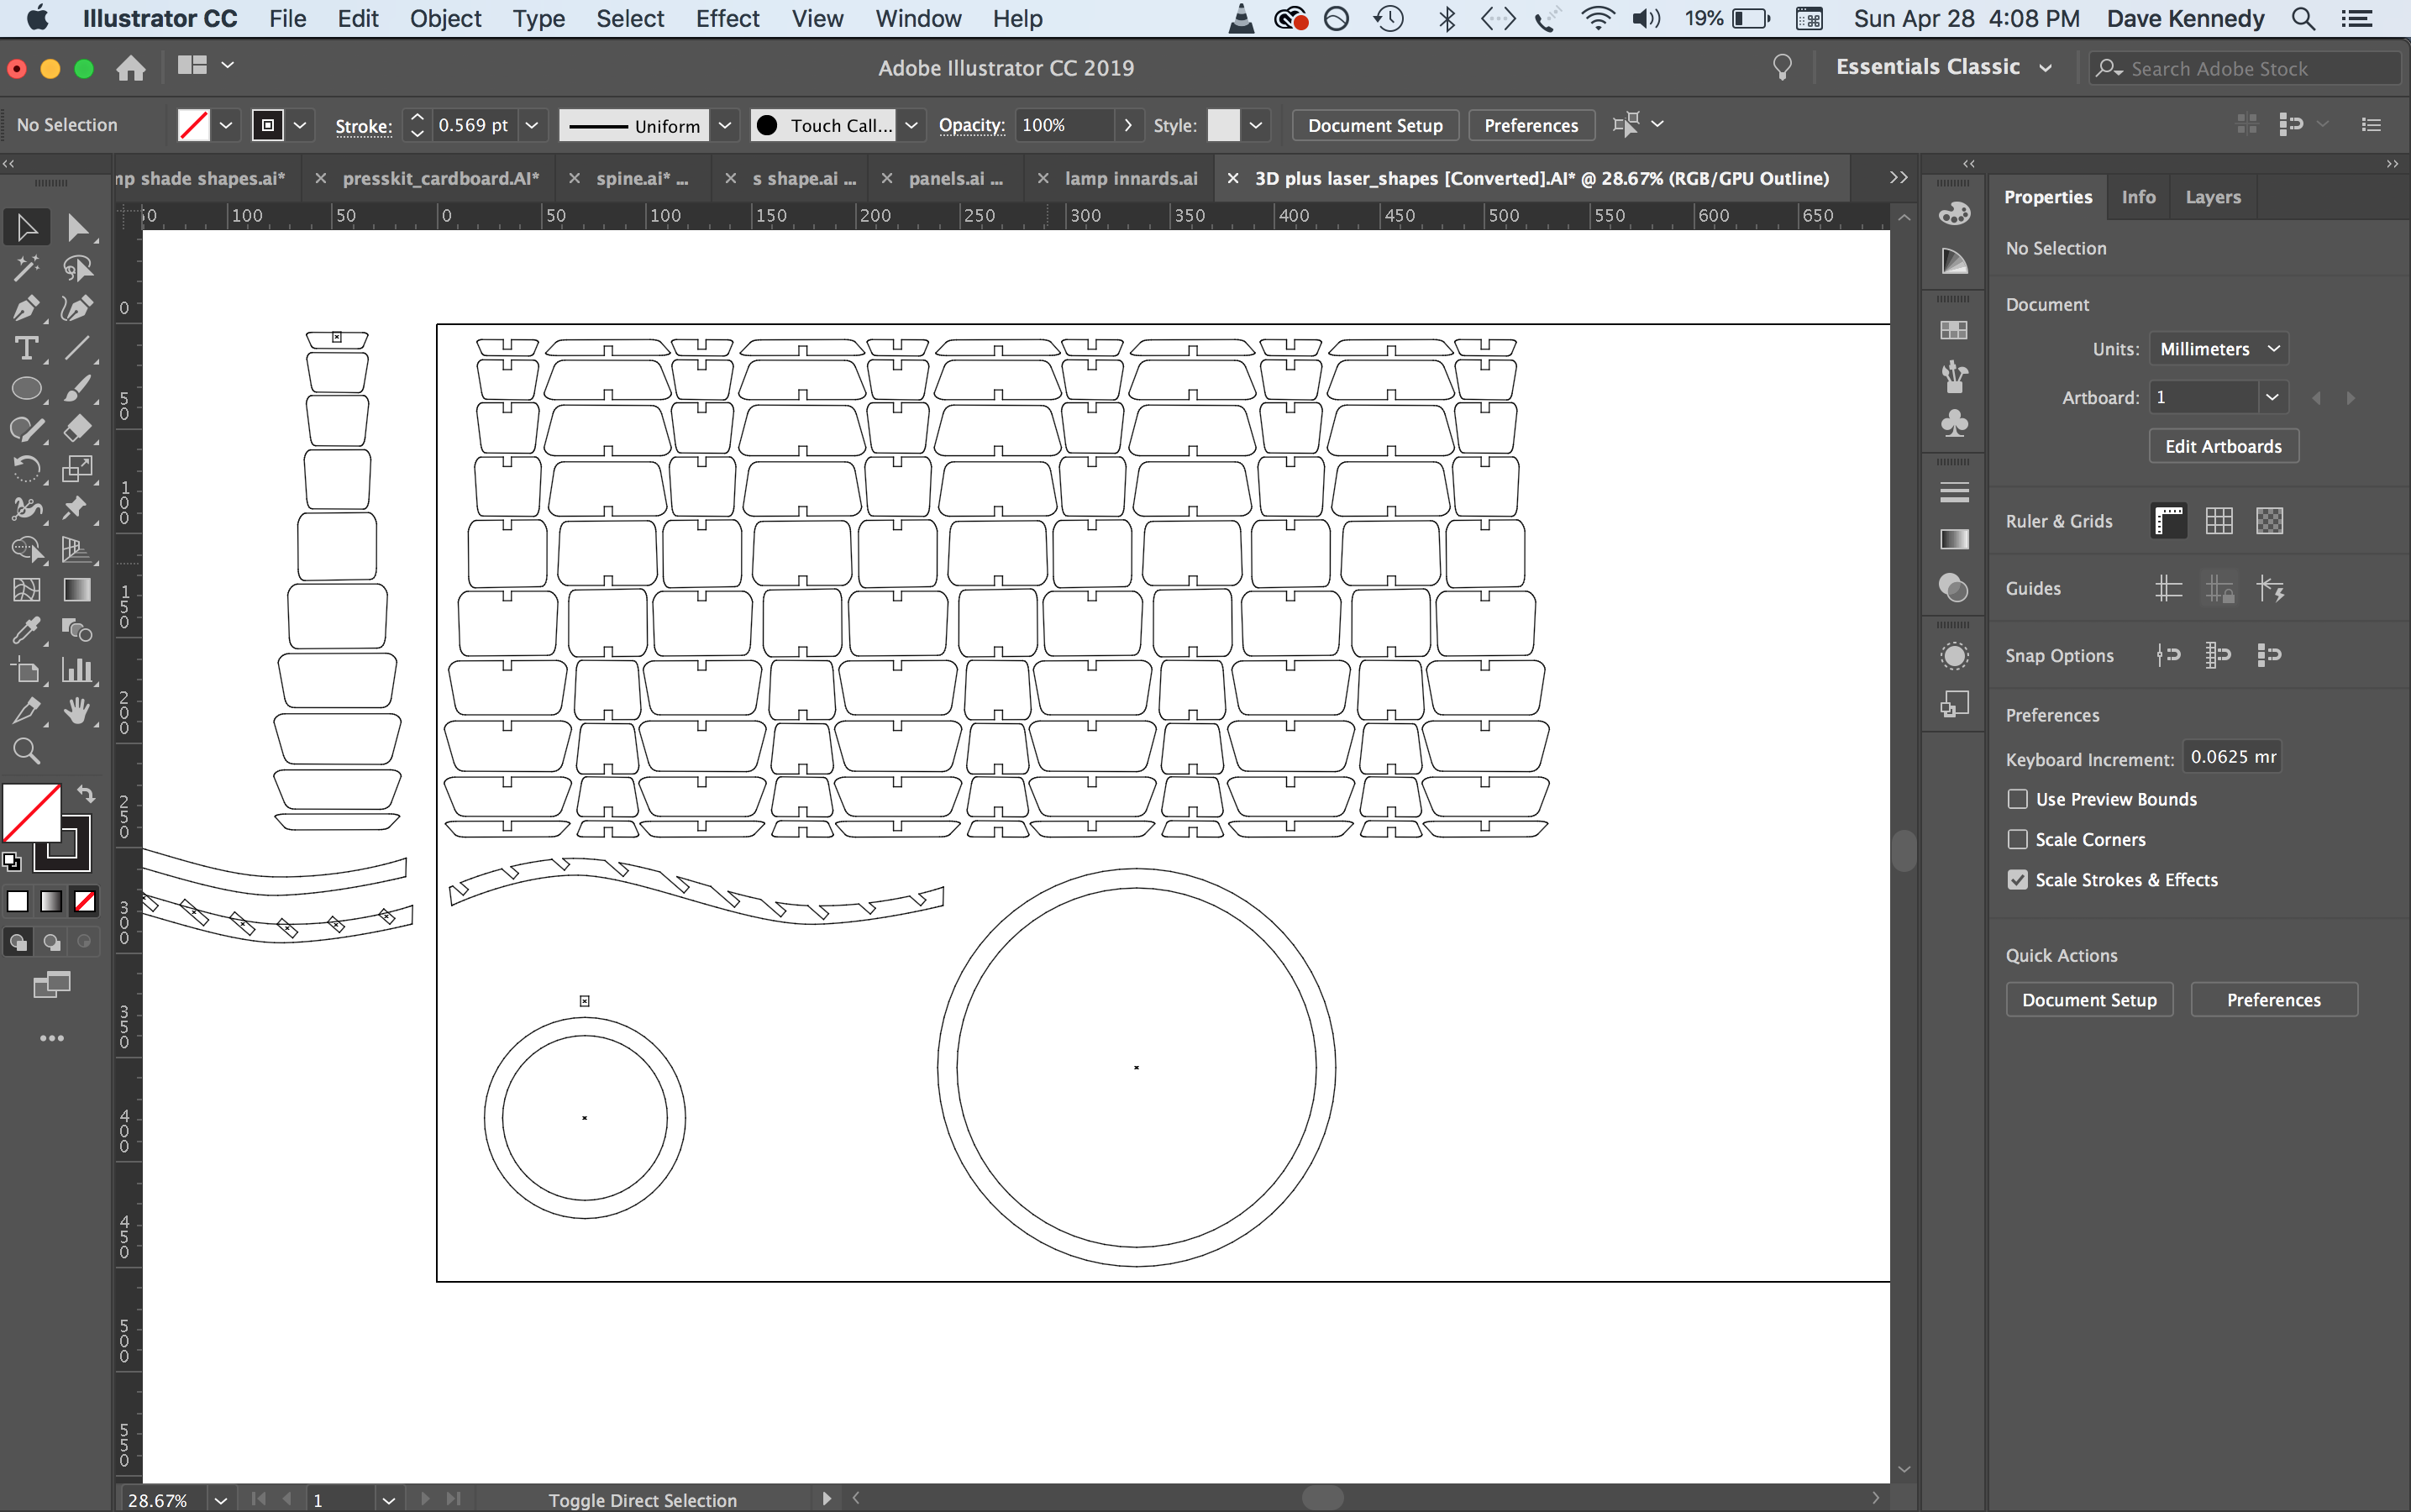 Illustrator CC File Edit Object Type Select Effect View Window Help 19% Sun Apr 28 4:08 PM Dave Kennedy
Adobe Illustrator CC 2019 Essentials Classic Search Adobe Stock
No Selection Stroke: 0.569 pt Uniform Touch Call... Opacity: 100% Style: Document Setup Preferences
mp shade shapes.ai* × presskit_cardboard.AI* × spine.ai* ... × s shape.ai ... × panels.ai ... × lamp innards.ai × 3D plus laser_shapes [Converted].AI* @ 28.67% (RGB/GPU Outline)
100 50 0 50 100 150 200 250 300 350 400 450 500 550 600 650
0
50
100
150
200
250
300
350
400
450
500
550
Properties Info Layers
No Selection
Document
Units: Millimeters
Artboard: 1
Edit Artboards
Ruler & Grids
Guides
Snap Options
Preferences
Keyboard Increment: 0.0625 mr
Use Preview Bounds
Scale Corners
Scale Strokes & Effects
Quick Actions
Document Setup Preferences
28.67% 1 Toggle Direct Selection